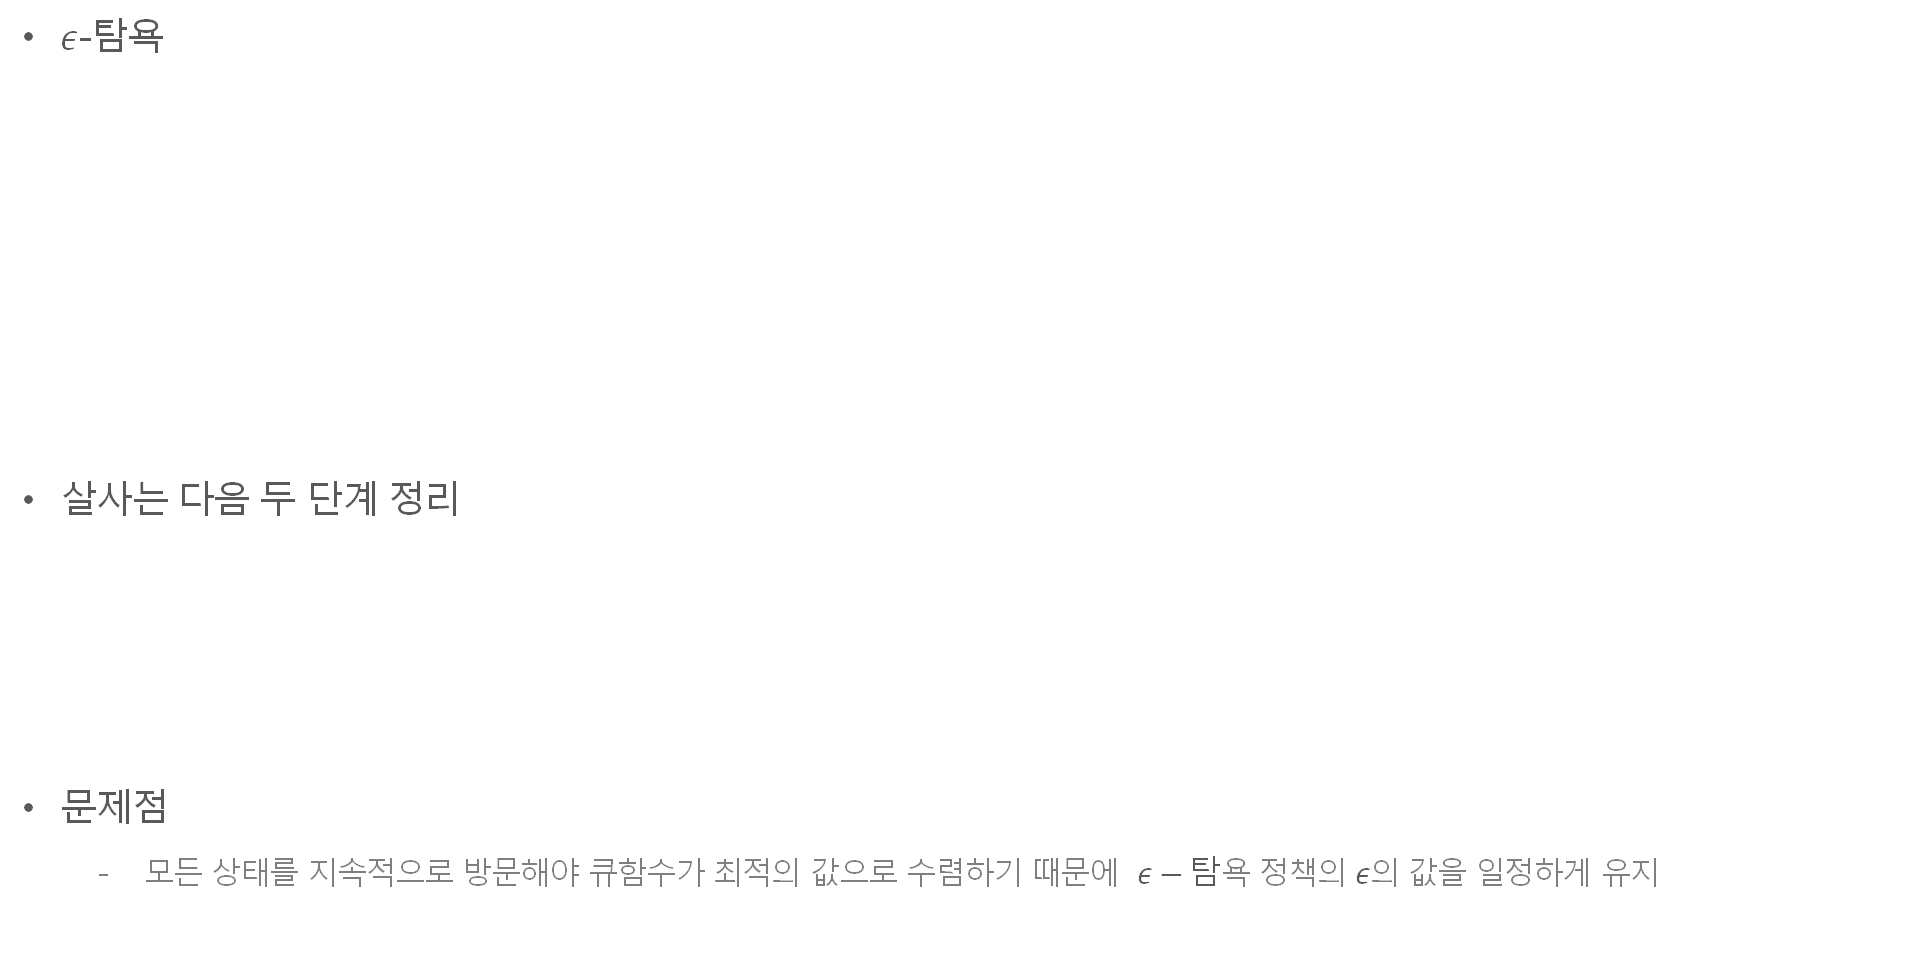 • ϵ-탐욕
• 살사는 다음 두 단계 정리
• 문제점
- 모든 상태를 지속적으로 방문해야 큐함수가 최적의 값으로 수렴하기 때문에 ϵ – 탐욕 정책의 ϵ의 값을 일정하게 유지